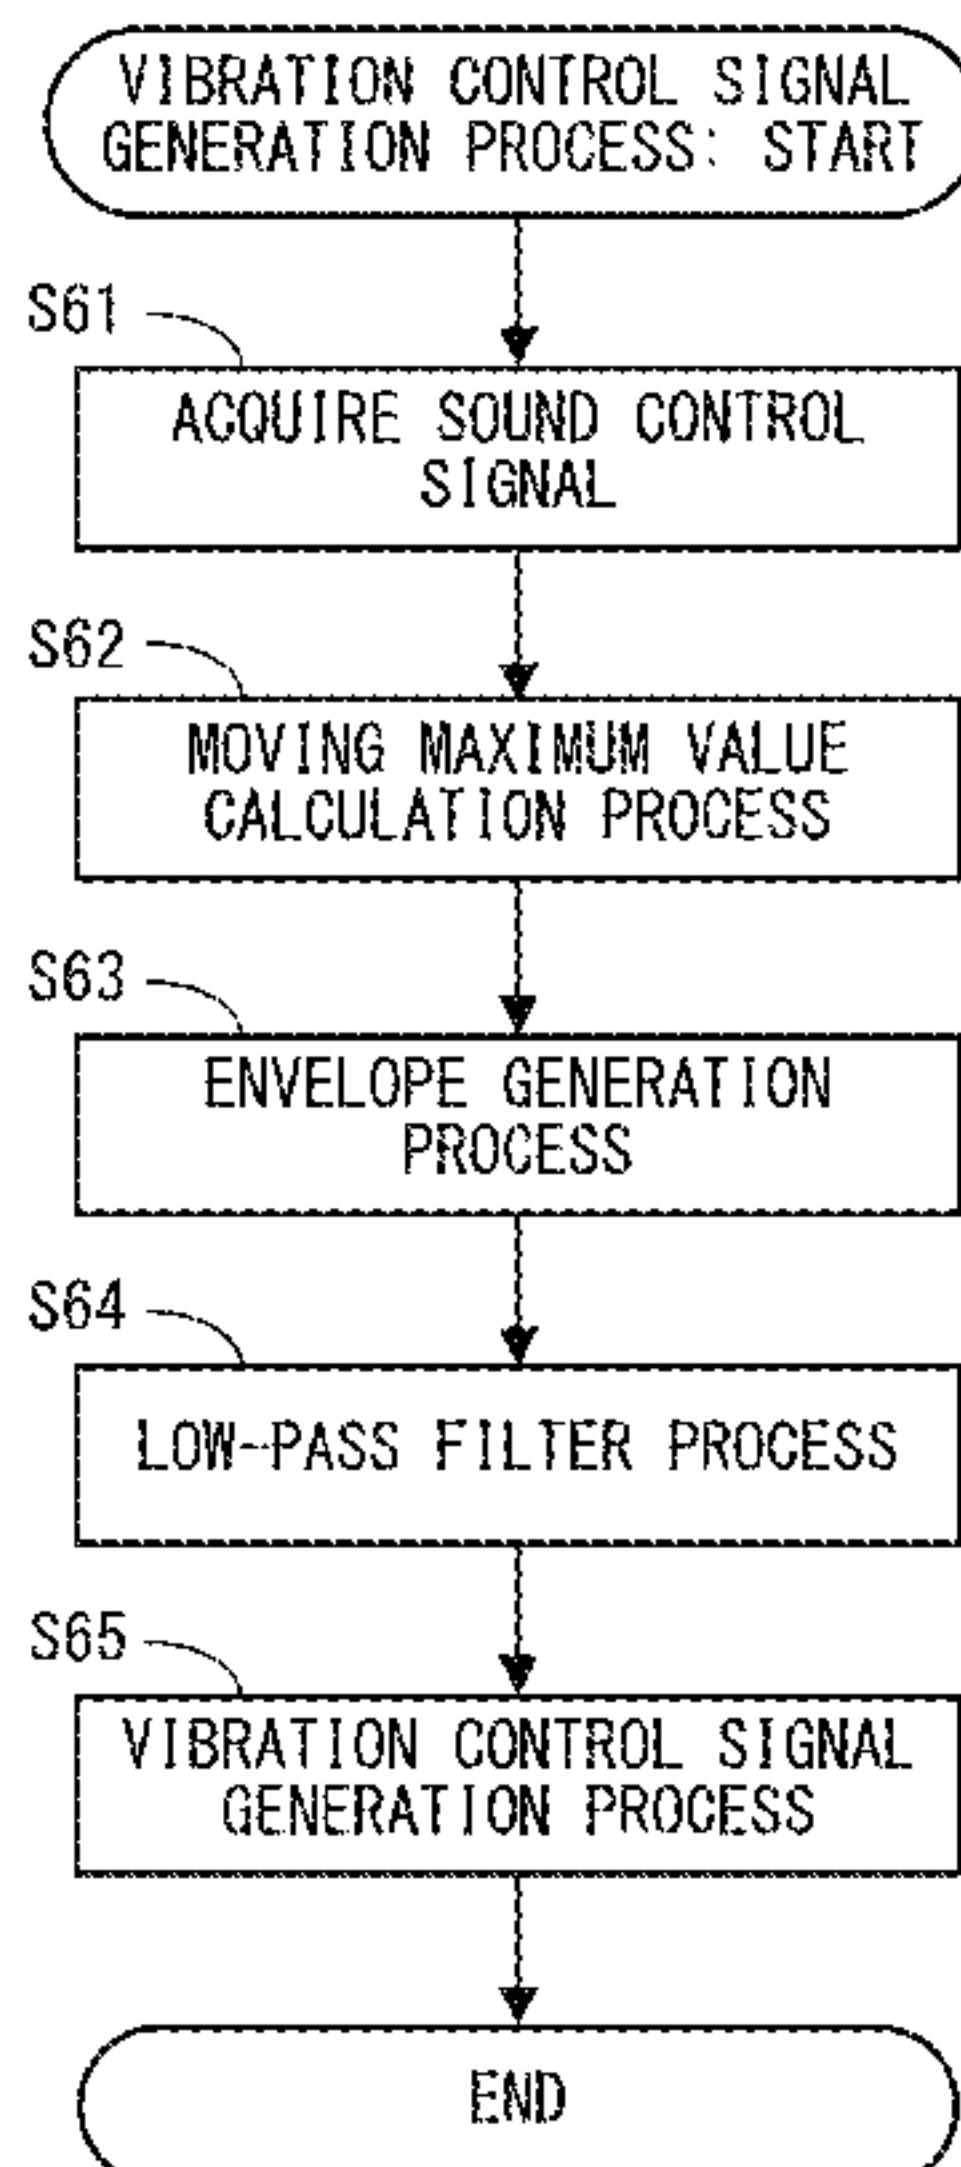 VIBRATION CONTROL SIGNAL
GENERATION PROCESS: START
S61
ACQUIRE SOUND CONTROL
SIGNAL
S62
MOVING MAXIMUM VALUE
CALCULATION PROCESS
S63
ENVELOPE GENERATION
PROCESS
S64
LOW-PASS FILTER PROCESS
S65
VIBRATION CONTROL SIGNAL
GENERATION PROCESS
END